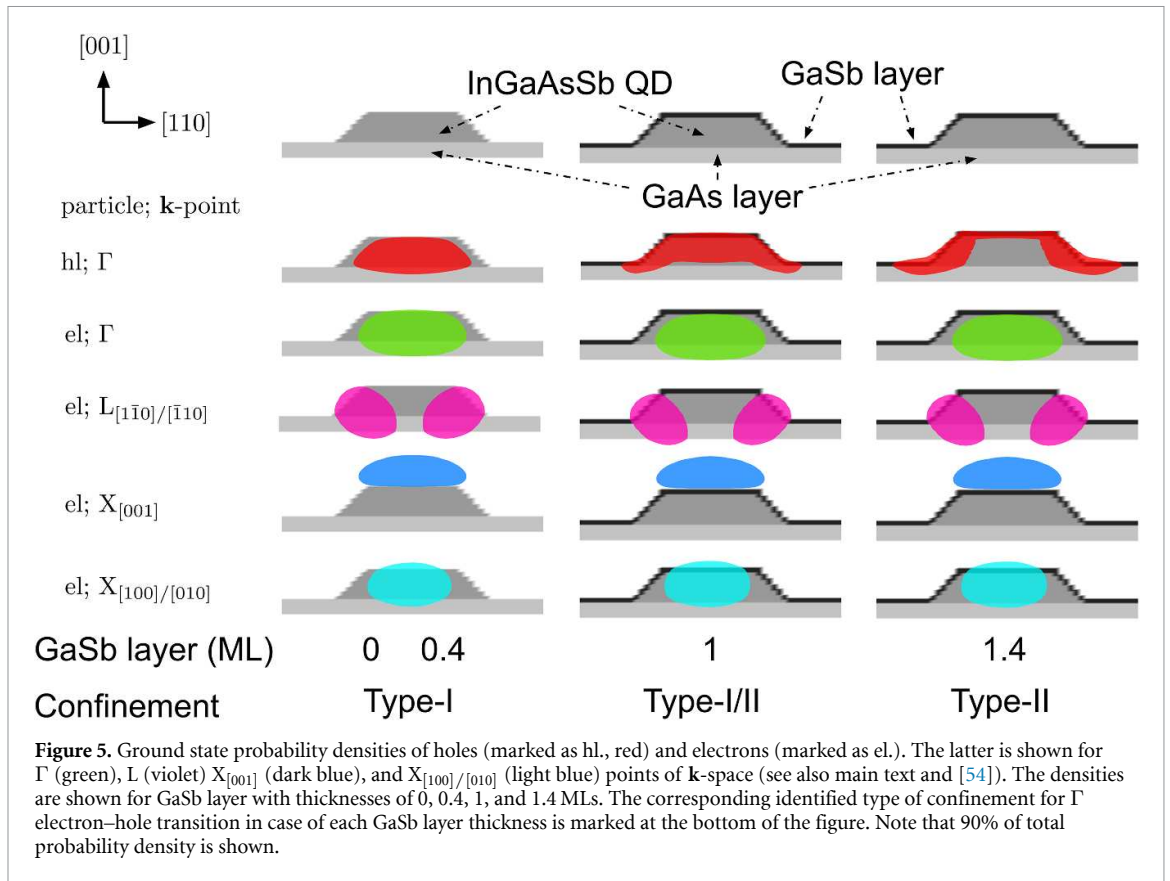 [001]
[110]
InGaAsSb QD
GaSb layer
GaAs layer
particle; k-point
hl; Γ
el; Γ
el; L[11̄0]/[1̄10]
el; X[001]
el; X[100]/[010]
GaSb layer (ML) 0 0.4 1 1.4
Confinement Type-I Type-I/II Type-II
Figure 5. Ground state probability densities of holes (marked as hl., red) and electrons (marked as el.). The latter is shown for
Γ (green), L (violet) X[001] (dark blue), and X[100]/[010] (light blue) points of k-space (see also main text and [54]). The densities
are shown for GaSb layer with thicknesses of 0, 0.4, 1, and 1.4 MLs. The corresponding identified type of confinement for Γ
electron–hole transition in case of each GaSb layer thickness is marked at the bottom of the figure. Note that 90% of total
probability density is shown.